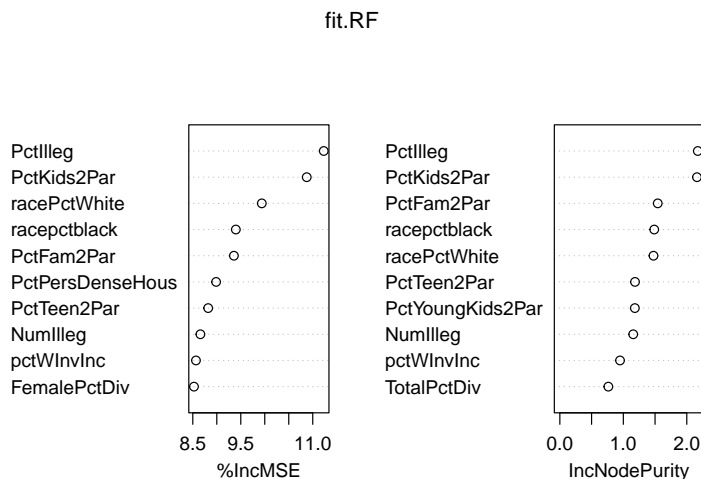 fit.RF
PctIlleg
PctKids2Par
racePctWhite
racepctblack
PctFam2Par
PctPersDenseHous
PctTeen2Par
NumIlleg
pctWInvInc
FemalePctDiv
8.5 9.5 11.0
%IncMSE
PctIlleg
PctKids2Par
PctFam2Par
racepctblack
racePctWhite
PctTeen2Par
PctYoungKids2Par
NumIlleg
pctWInvInc
TotalPctDiv
0.0 1.0 2.0
IncNodePurity